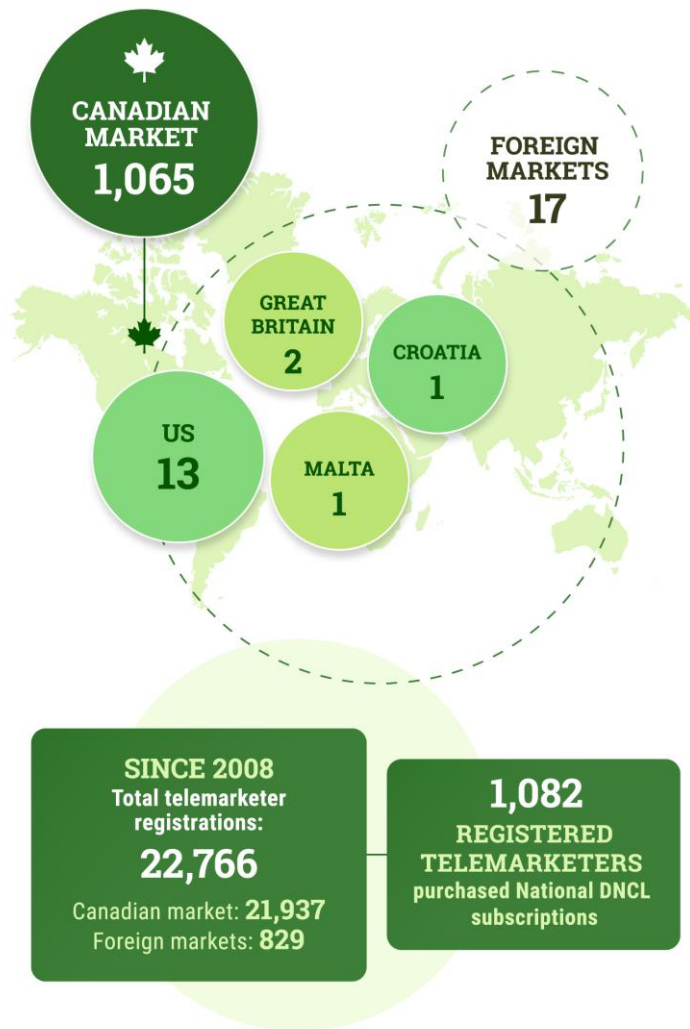 CANADIAN
MARKET
1,065
FOREIGN
MARKETS
17
GREAT
BRITAIN
2
CROATIA
1
US
13
MALTA
1
SINCE 2008
Total telemarketer
registrations:
22,766
Canadian market: 21,937
Foreign markets: 829
1,082
REGISTERED
TELEMARKETERS
purchased National DNCL
subscriptions